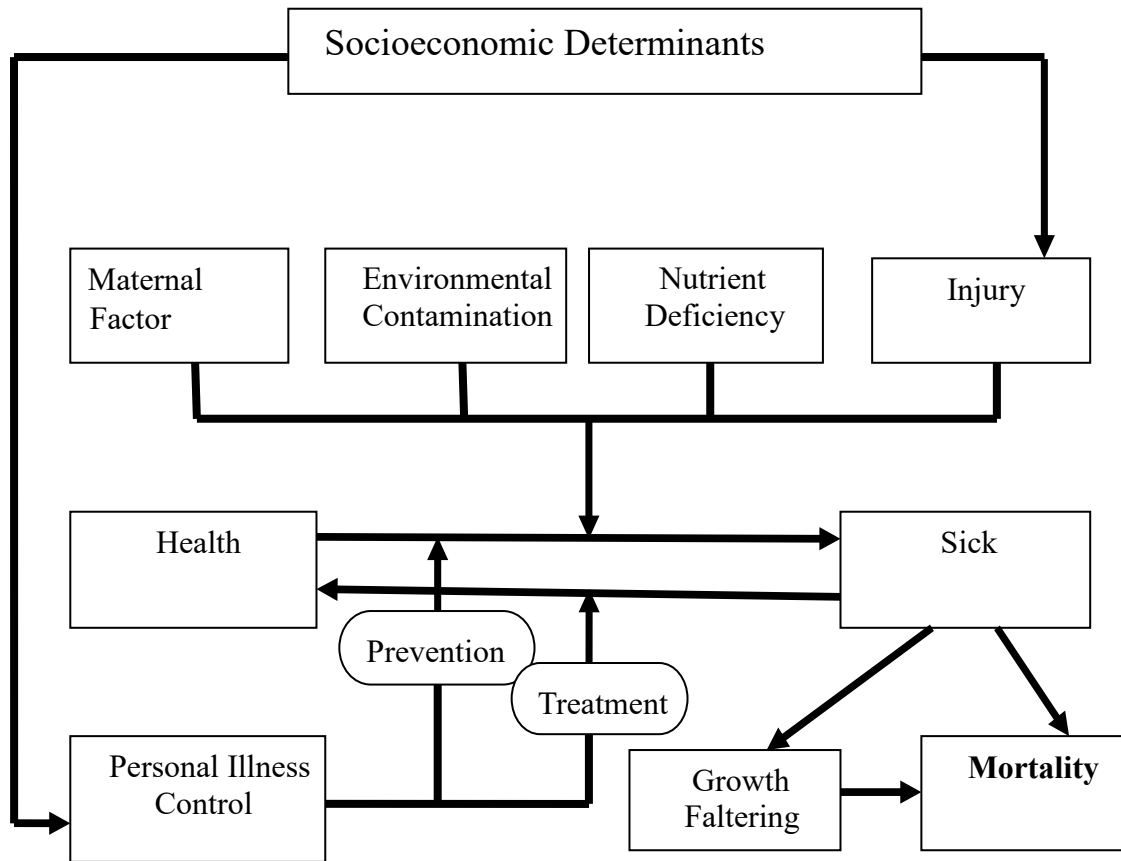 Socioeconomic Determinants
Maternal
Factor
Environmental
Contamination
Nutrient
Deficiency
Injury
Health
Sick
Prevention
Treatment
Personal Illness
Control
Growth
Faltering
Mortality